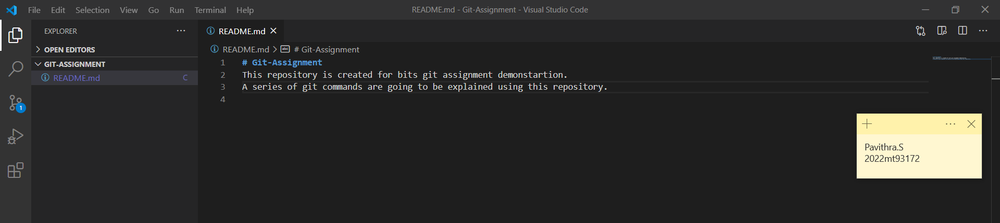 File Edit Selection View Go Run Terminal Help
README.md - Git-Assignment - Visual Studio Code
EXPLORER
OPEN EDITORS
GIT-ASSIGNMENT
README.md C
1
README.md
README.md > # Git-Assignment
1 # Git-Assignment
2 This repository is created for bits git assignment demonstartion.
3 A series of git commands are going to be explained using this repository.
4
Pavithra.S
2022mt93172